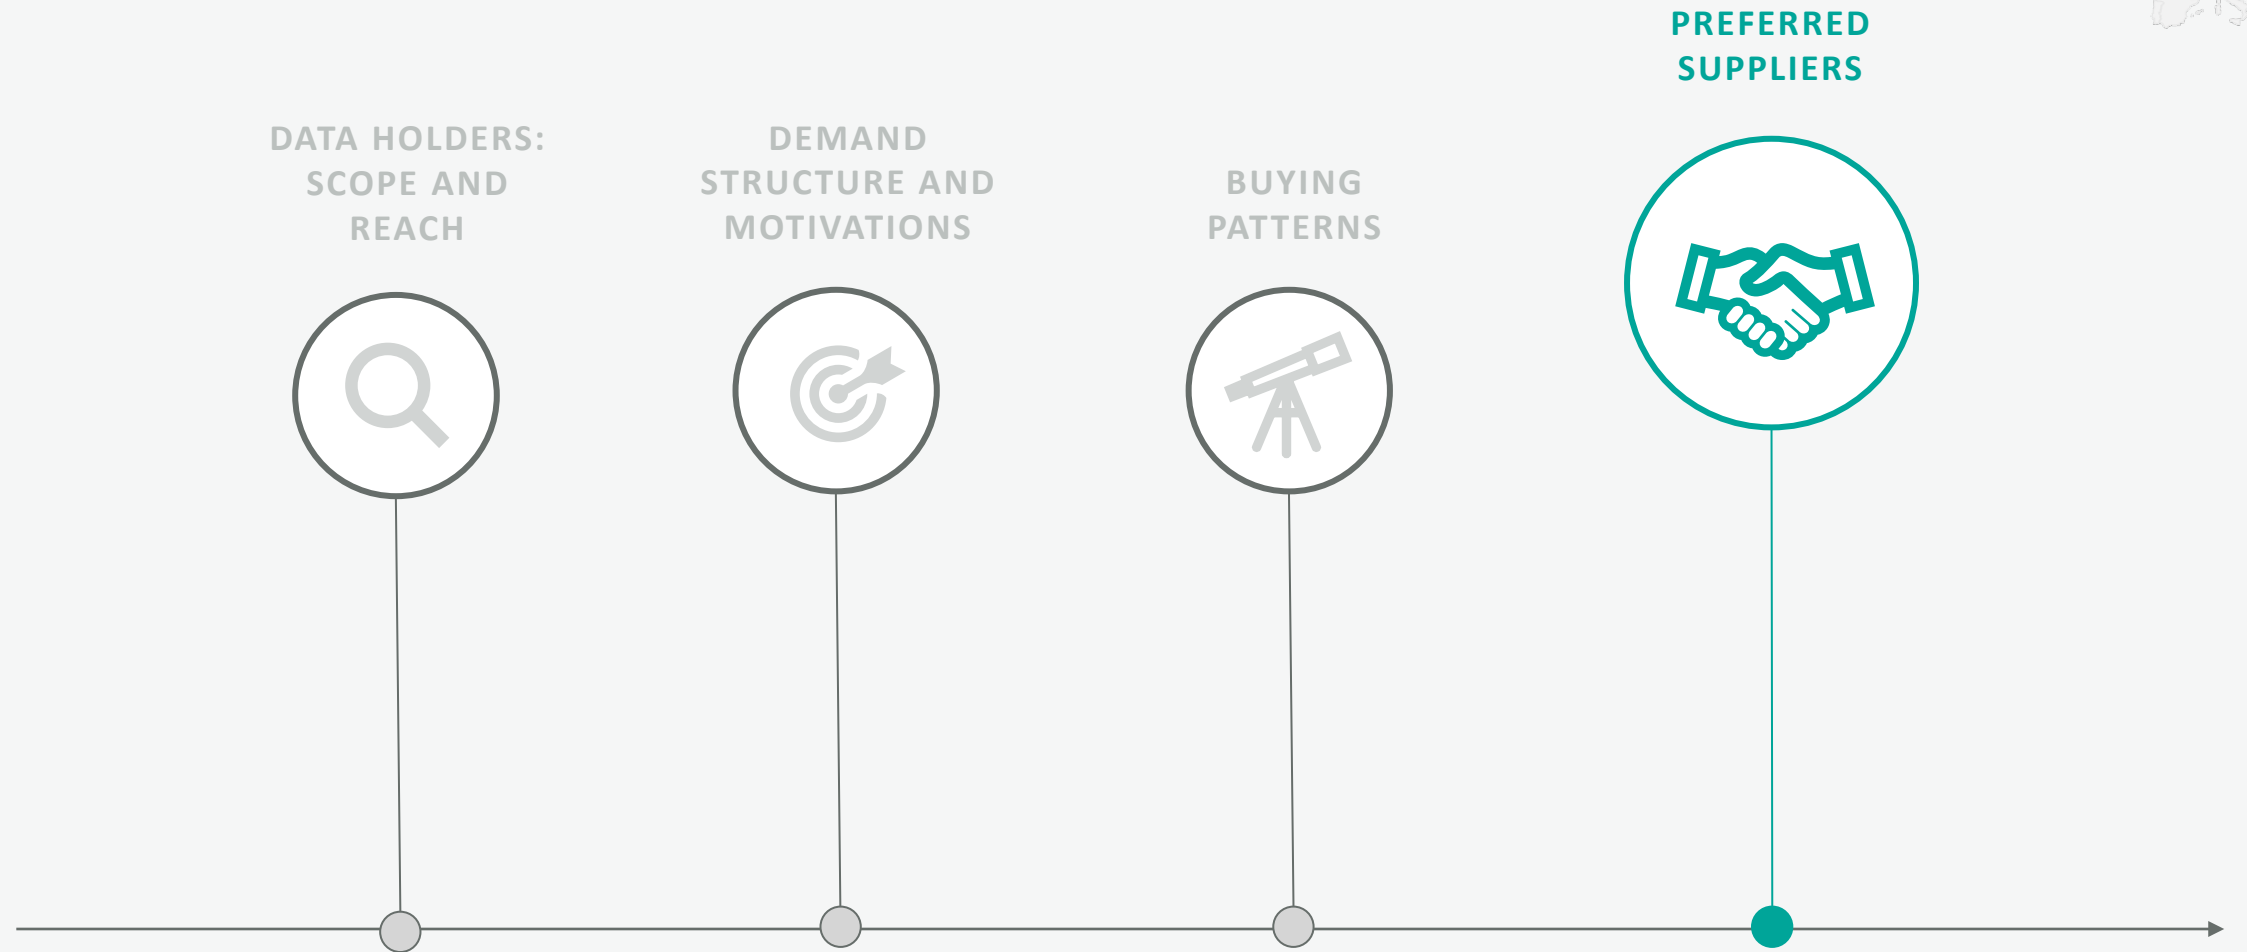 DATA HOLDERS:
SCOPE AND
REACH
DEMAND
STRUCTURE AND
MOTIVATIONS
BUYING
PATTERNS
PREFERRED
SUPPLIERS